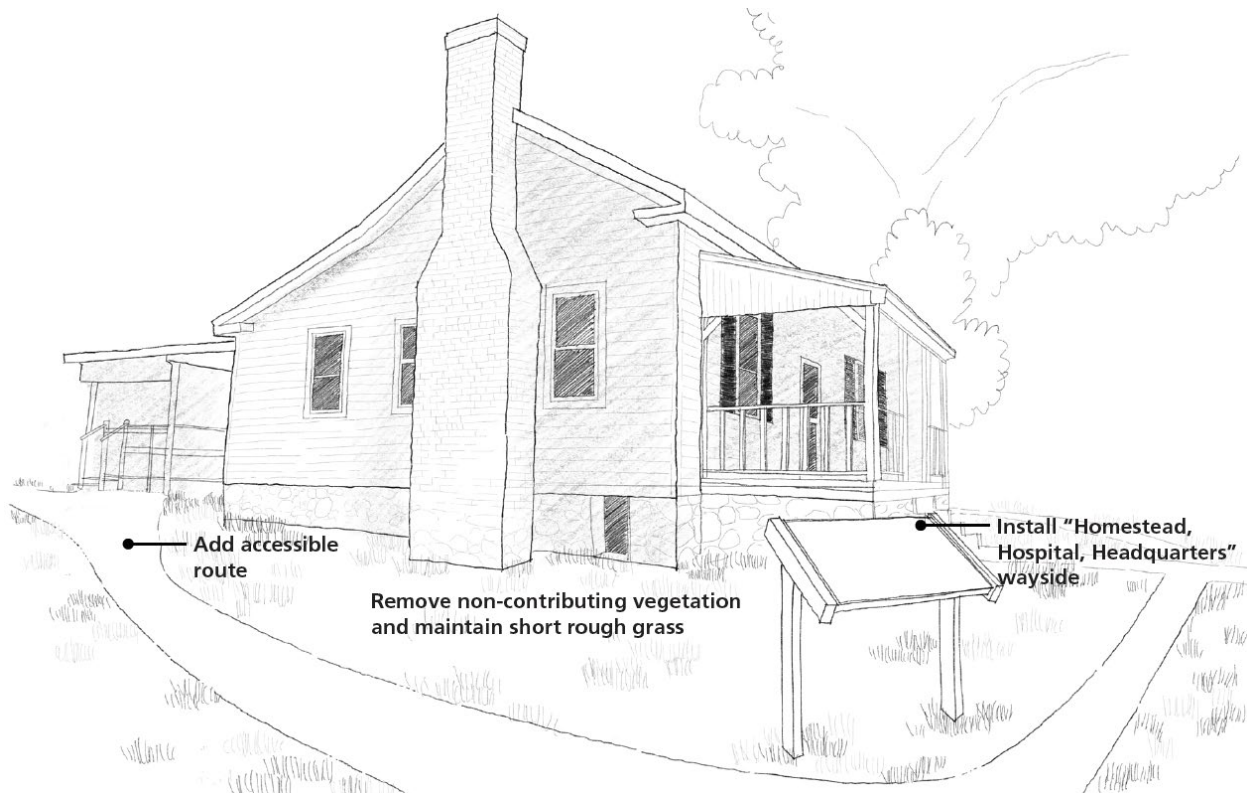 Add accessible
route
Remove non-contributing vegetation
and maintain short rough grass
Install “Homestead,
Hospital, Headquarters”
wayside